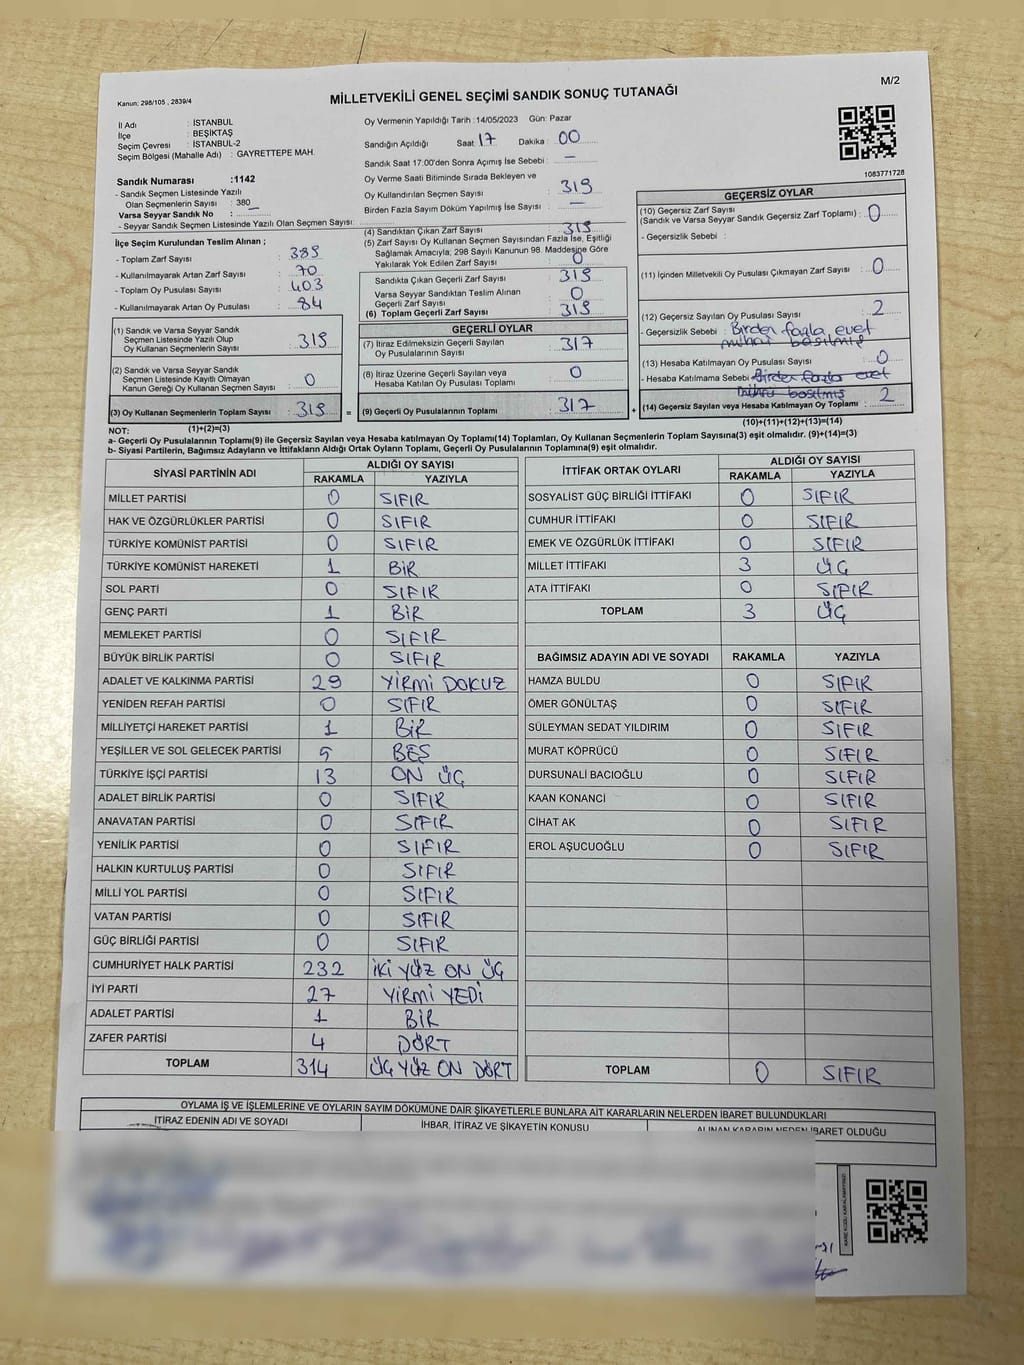 M/2
Kanun: 298/105 , 2839/4
MİLLETVEKİLİ GENEL SEÇİMİ SANDIK SONUÇ TUTANAĞI
İl Adı : İSTANBUL
İlçe : BEŞİKTAŞ
Seçim Çevresi : İSTANBUL-2
Seçim Bölgesi (Mahalle Adı) : GAYRETTEPE MAH.
Sandık Numarası :1142
- Sandık Seçmen Listesinde Yazılı
Olan Seçmenlerin Sayısı : 380
Varsa Seyyar Sandık No : —
- Seyyar Sandık Seçmen Listesinde Yazılı Olan Seçmen Sayısı:
İlçe Seçim Kurulundan Teslim Alınan ;
- Toplam Zarf Sayısı : 389
- Kullanılmayarak Artan Zarf Sayısı : 70
- Toplam Oy Pusulası : 403
- Kullanılmayarak Artan Oy Pusulası : 84
(1) Sandık ve Varsa Seyyar Sandık
Seçmen Listesinde Yazılı Olup
Oy Kullanan Seçmenlerin Sayısı : 319
(2) Sandık ve Varsa Seyyar Sandık
Seçmen Listesinde Kayıtlı Olmayan
Kanun Gereği Oy Kullanan Seçmen Sayısı : 0
(3) Oy Kullanan Seçmenlerin Toplam Sayısı : 319 =
(1)+(2)=(3)
Oy Vermenin Yapıldığı Tarih :14/05/2023 Gün: Pazar
Sandığın Açıldığı Saat : 17 Dakika : 00
Sandık Saat 17:00'den Sonra Açımış İse Sebebi : —
Oy Verme Saati Bitiminde Sırada Bekleyen ve
Oy Kullandırılan Seçmen Sayısı : 319
Birden Fazla Sayım Döküm Yapılmış İse Sayısı : —
(4) Sandıktan Çıkan Zarf Sayısı : 319
(5) Zarf Sayısı Oy Kullanan Seçmen Sayısından Fazla İse, Eşitliği
Sağlamak Amacıyla, 298 Sayılı Kanunun 98. Maddesine Göre
Yakılarak Yok Edilen Zarf Sayısı : 0
Sandıkta Çıkan Geçerli Zarf Sayısı : 319
Varsa Seyyar Sandıktan Teslim Alınan
Geçerli Zarf Sayısı : 0
(6) Toplam Geçerli Zarf Sayısı : 319
GEÇERLİ OYLAR
(7) İtiraz Edilmeksizin Geçerli Sayılan
Oy Pusulalarının Sayısı : 317
(8) İtiraz Üzerine Geçerli Sayılan veya
Hesaba Katılan Oy Pusulası Toplamı : 0
(9) Geçerli Oy Pusulalarının Toplamı : 317 +
1083771728
GEÇERSİZ OYLAR
(10) Geçersiz Zarf Sayısı
(Sandık ve Varsa Seyyar Sandık Geçersiz Zarf Toplamı) : 0
- Geçersizlik Sebebi :
(11) İçinden Milletvekili Oy Pusulası Çıkmayan Zarf Sayısı : 0
(12) Geçersiz Sayılan Oy Pusulası Sayısı : 2
- Geçersizlik Sebebi : Birden fazla evet
mührü basılmış
(13) Hesaba Katılmayan Oy Pusulası Sayısı : 0
- Hesaba Katılmama Sebebi : Birden fazla evet
mührü basılmış
(14) Geçersiz Sayılan veya Hesaba Katılmayan Oy Toplamı : 2
(10)+(11)+(12)+(13)=(14)
NOT:
a- Geçerli Oy Pusulalarının Toplamı(9) ile Geçersiz Sayılan veya Hesaba katılmayan Oy Toplamı(14) Toplamları, Oy Kullanan Seçmenlerin Toplam Sayısına(3) eşit olmalıdır. (9)+(14)=(3)
b- Siyasi Partilerin, Bağımsız Adayların ve İttifakların Aldığı Ortak Oyların Toplamı, Geçerli Oy Pusulalarının Toplamına(9) eşit olmalıdır.
SİYASİ PARTİNİN ADI ALDIĞI OY SAYISI
RAKAMLA YAZIYLA
MİLLET PARTİSİ 0 SIFIR
HAK VE ÖZGÜRLÜKLER PARTİSİ 0 SIFIR
TÜRKİYE KOMÜNİST PARTİSİ 0 SIFIR
TÜRKİYE KOMÜNİST HAREKETİ 1 BİR
SOL PARTİ 0 SIFIR
GENÇ PARTİ 1 BİR
MEMLEKET PARTİSİ 0 SIFIR
BÜYÜK BİRLİK PARTİSİ 0 SIFIR
ADALET VE KALKINMA PARTİSİ 29 YİRMİ DOKUZ
YENİDEN REFAH PARTİSİ 0 SIFIR
MİLLİYETÇİ HAREKET PARTİSİ 1 BİR
YEŞİLLER VE SOL GELECEK PARTİSİ 5 BEŞ
TÜRKİYE İŞÇİ PARTİSİ 13 ON ÜÇ
ADALET BİRLİK PARTİSİ 0 SIFIR
ANAVATAN PARTİSİ 0 SIFIR
YENİLİK PARTİSİ 0 SIFIR
HALKIN KURTULUŞ PARTİSİ 0 SIFIR
MİLLİ YOL PARTİSİ 0 SIFIR
VATAN PARTİSİ 0 SIFIR
GÜÇ BİRLİĞİ PARTİSİ 0 SIFIR
CUMHURİYET HALK PARTİSİ 232 İKİ YÜZ ON ÜÇ
İYİ PARTİ 27 YİRMİ YEDİ
ADALET PARTİSİ 1 BİR
ZAFER PARTİSİ 4 DÖRT
TOPLAM 314 ÜÇ YÜZ ON DÖRT
İTTİFAK ORTAK OYLARI ALDIĞI OY SAYISI
RAKAMLA YAZIYLA
SOSYALİST GÜÇ BİRLİĞİ İTTİFAKI 0 SIFIR
CUMHUR İTTİFAKI 0 SIFIR
EMEK VE ÖZGÜRLÜK İTTİFAKI 0 SIFIR
MİLLET İTTİFAKI 3 ÜÇ
ATA İTTİFAKI 0 SIFIR
TOPLAM 3 ÜÇ
BAĞIMSIZ ADAYIN ADI VE SOYADI RAKAMLA YAZIYLA
HAMZA BULDU 0 SIFIR
ÖMER GÖNÜLTAŞ 0 SIFIR
SÜLEYMAN SEDAT YILDIRIM 0 SIFIR
MURAT KÖPRÜCÜ 0 SIFIR
DURSUNALİ BACIOĞLU 0 SIFIR
KAAN KONANCİ 0 SIFIR
CİHAT AK 0 SIFIR
EROL AŞUCUOĞLU 0 SIFIR
TOPLAM 0 SIFIR
OYLAMA İŞ VE İŞLEMLERİNE VE OYLARIN SAYIM DÖKÜMÜNE DAİR ŞİKAYETLERLE BUNLARA AİT KARARLARIN NELERDEN İBARET BULUNDUKLARI
İTİRAZ EDENİN ADI VE SOYADI İHBAR, İTİRAZ VE ŞİKAYETİN KONUSU ALINAN KARARIN NEDEN İBARET OLDUĞU